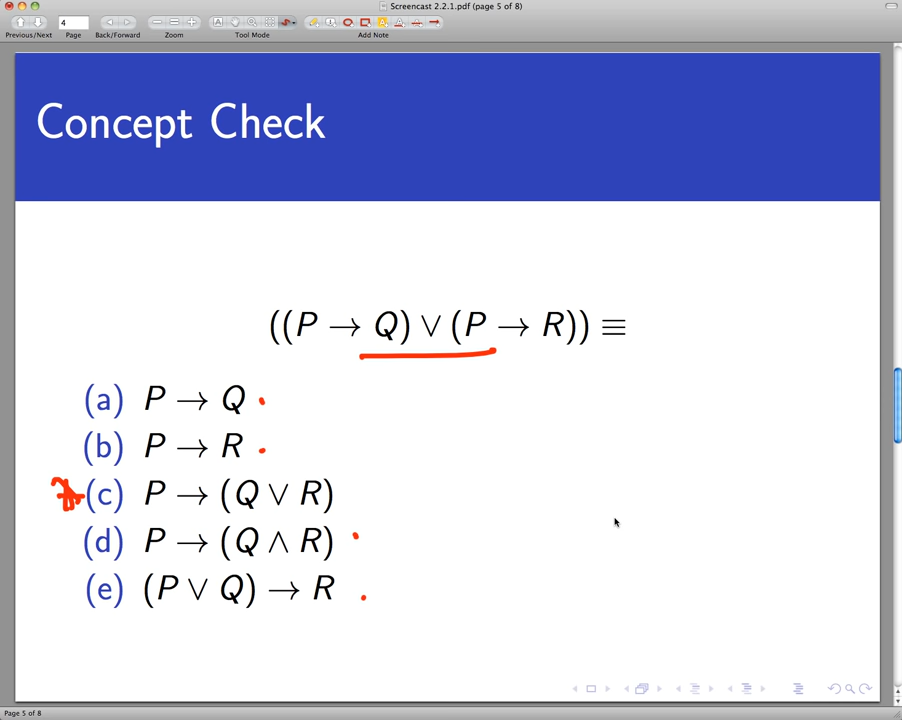 Screencast 2.2.1.pdf (page 5 of 8)
4
Previous/Next Page Back/Forward Zoom Tool Mode Add Note
Concept Check
((P → Q) ∨ (P → R)) ≡
(a) P → Q
(b) P → R
(c) P → (Q ∨ R)
(d) P → (Q ∧ R)
(e) (P ∨ Q) → R
Page 5 of 8